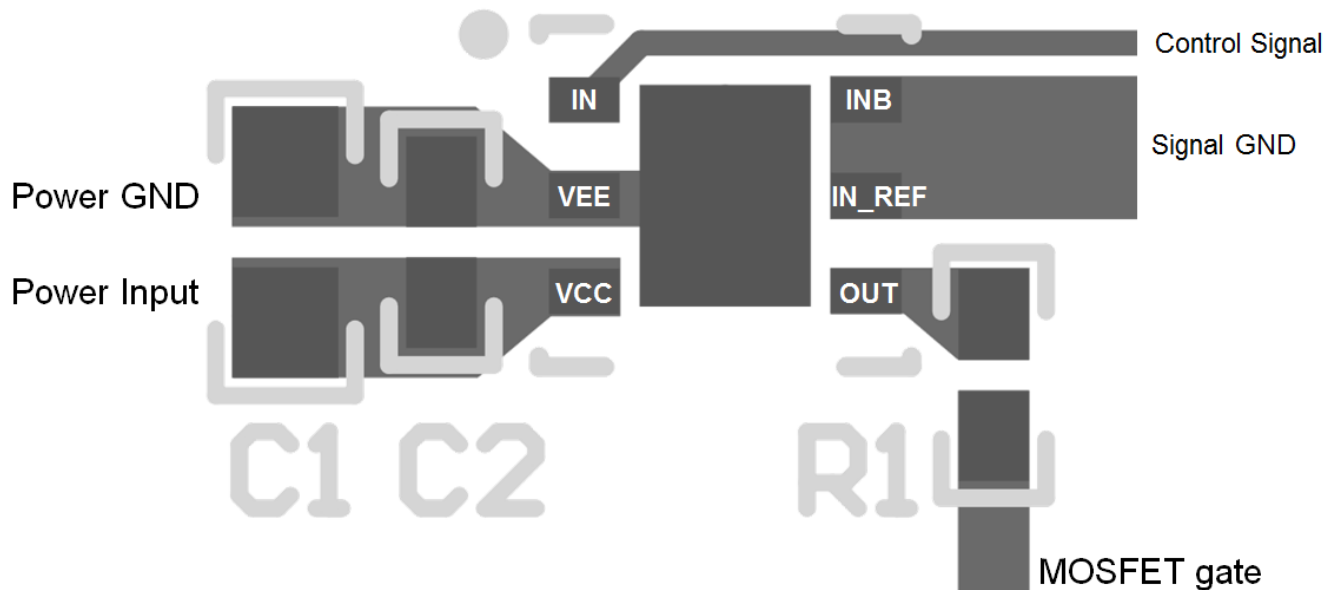 Control Signal
IN
INB
Signal GND
Power GND
VEE
IN_REF
Power Input
VCC
OUT
C1
C2
R1
MOSFET gate